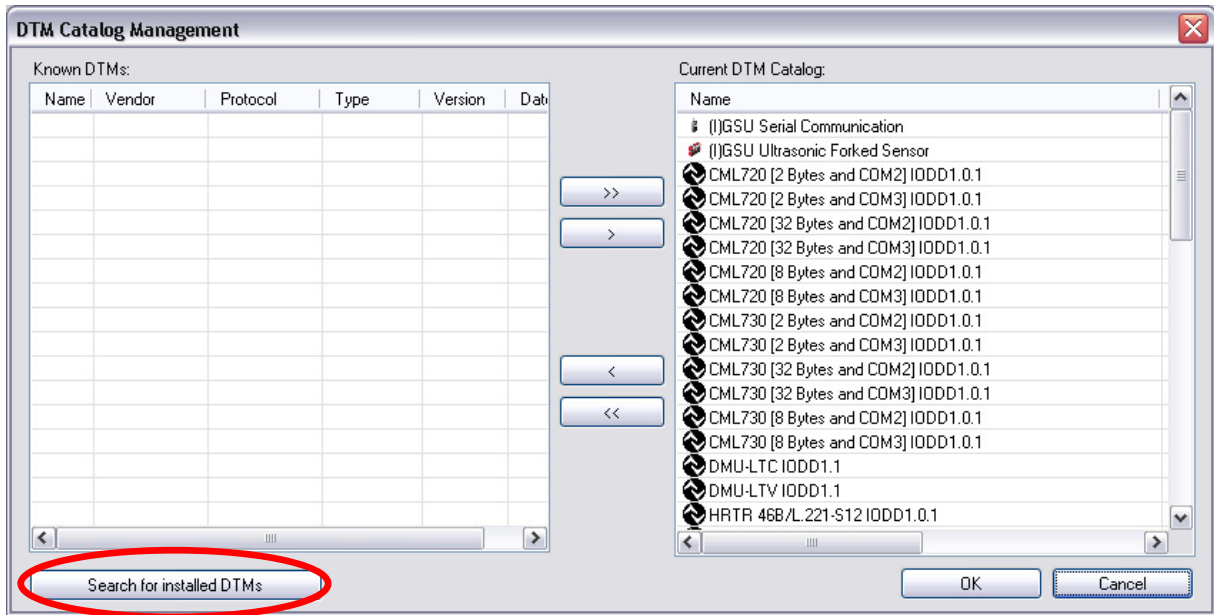 DTM Catalog Management
Known DTMs:
Name Vendor Protocol Type Version Dat
>>
>
<
<<
Search for installed DTMs
Current DTM Catalog:
Name
(I)GSU Serial Communication
(I)GSU Ultrasonic Forked Sensor
CML720 [2 Bytes and COM2] IODD1.0.1
CML720 [2 Bytes and COM3] IODD1.0.1
CML720 [32 Bytes and COM2] IODD1.0.1
CML720 [32 Bytes and COM3] IODD1.0.1
CML720 [8 Bytes and COM2] IODD1.0.1
CML720 [8 Bytes and COM3] IODD1.0.1
CML730 [2 Bytes and COM2] IODD1.0.1
CML730 [2 Bytes and COM3] IODD1.0.1
CML730 [32 Bytes and COM2] IODD1.0.1
CML730 [32 Bytes and COM3] IODD1.0.1
CML730 [8 Bytes and COM2] IODD1.0.1
CML730 [8 Bytes and COM3] IODD1.0.1
DMU-LTC IODD1.1
DMU-LTV IODD1.1
HRTR 46B/L.221-S12 IODD1.0.1
OK Cancel